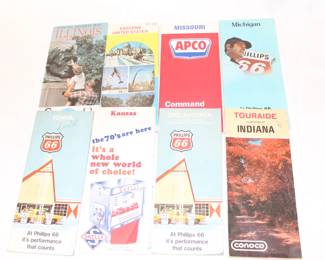 ILLINOIS
EASTERN
UNITED STATES
Kansas
MISSOURI
APCO
Command
Michigan
PHILLIPS
66
PHILLIPS
66
At Phillips 66
it's performance
that counts
the 70's are here
it's a
whole
new world
of choice!
PHILLIPS
66
At Phillips 66
it's performance
that counts
TOURAIDE
INDIANA
conoco